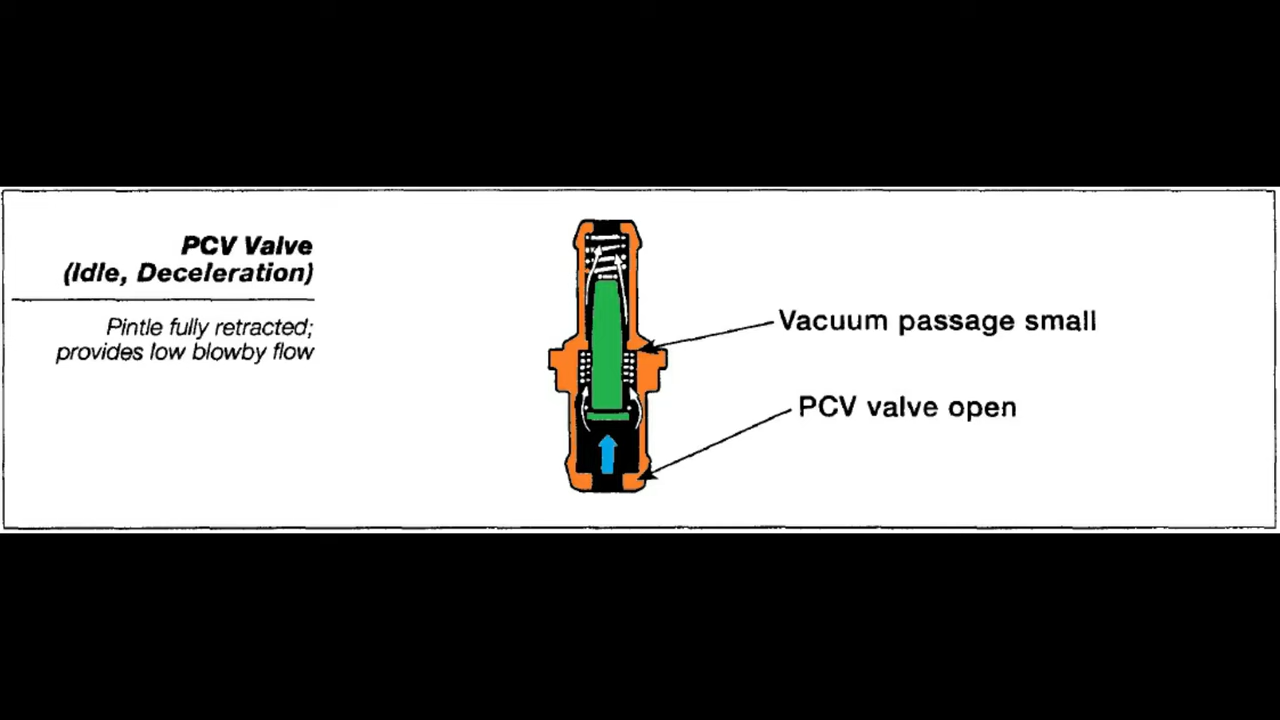 PCV Valve
(Idle, Deceleration)
Pintle fully retracted;
provides low blowby flow
Vacuum passage small
PCV valve open